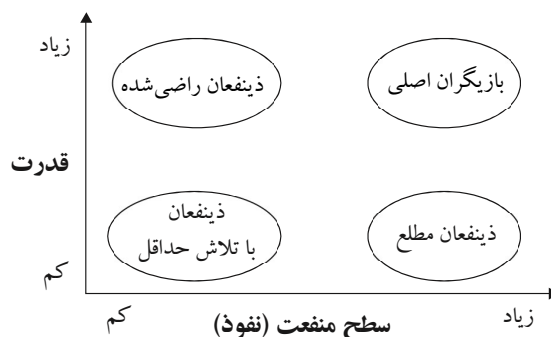 زیاد
ذینفعان راضی‌شده
بازیگران اصلی
قدرت
ذینفعان
با تلاش حداقل
ذینفعان مطلع
کم
کم
سطح منفعت (نفوذ)
زیاد